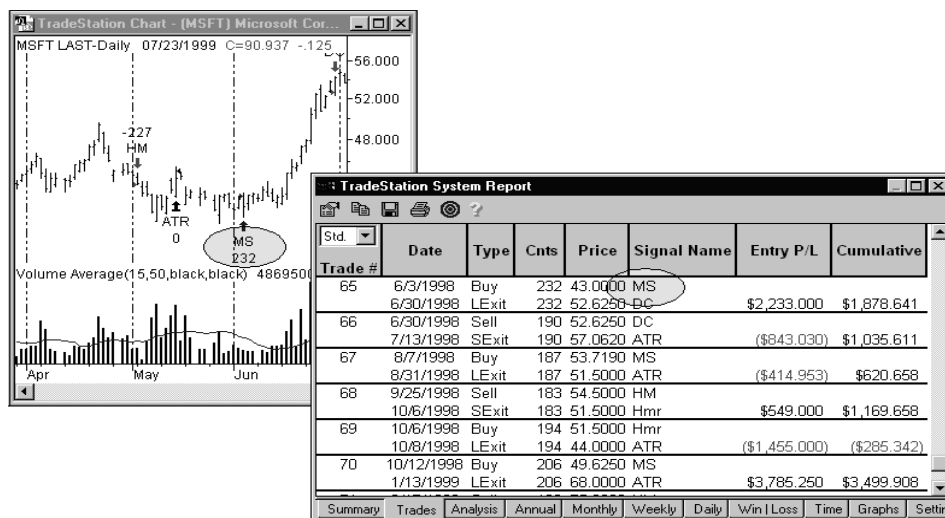 TradeStation Chart - (MSFT) Microsoft Cor...
MSFT LAST-Daily 07/23/1999 C=90.937 -.125
56.000
52.000
48.000
-227
HM
ATR
0
MS
232
Volume Average(15,50,black,black) 4869500
Apr May Jun
TradeStation System Report
Std.
Trade # Date Type Cnts Price Signal Name Entry P/L Cumulative
65 6/3/1998 Buy 232 43.0000 MS
6/30/1998 LExit 232 52.6250 DC $2,233.000 $1,878.641
66 6/30/1998 Sell 190 52.6250 DC
7/13/1998 SExit 190 57.0620 ATR ($843.030) $1,035.611
67 8/7/1998 Buy 187 53.7190 MS
8/31/1998 LExit 187 51.5000 ATR ($414.953) $620.658
68 9/25/1998 Sell 183 54.5000 HM
10/6/1998 SExit 183 51.5000 Hmr $549.000 $1,169.658
69 10/6/1998 Buy 194 51.5000 Hmr
10/8/1998 LExit 194 44.0000 ATR ($1,455.000) ($285.342)
70 10/12/1998 Buy 206 49.6250 MS
1/13/1999 LExit 206 68.0000 ATR $3,785.250 $3,499.908
Summary Trades Analysis Annual Monthly Weekly Daily Win | Loss Time Graphs